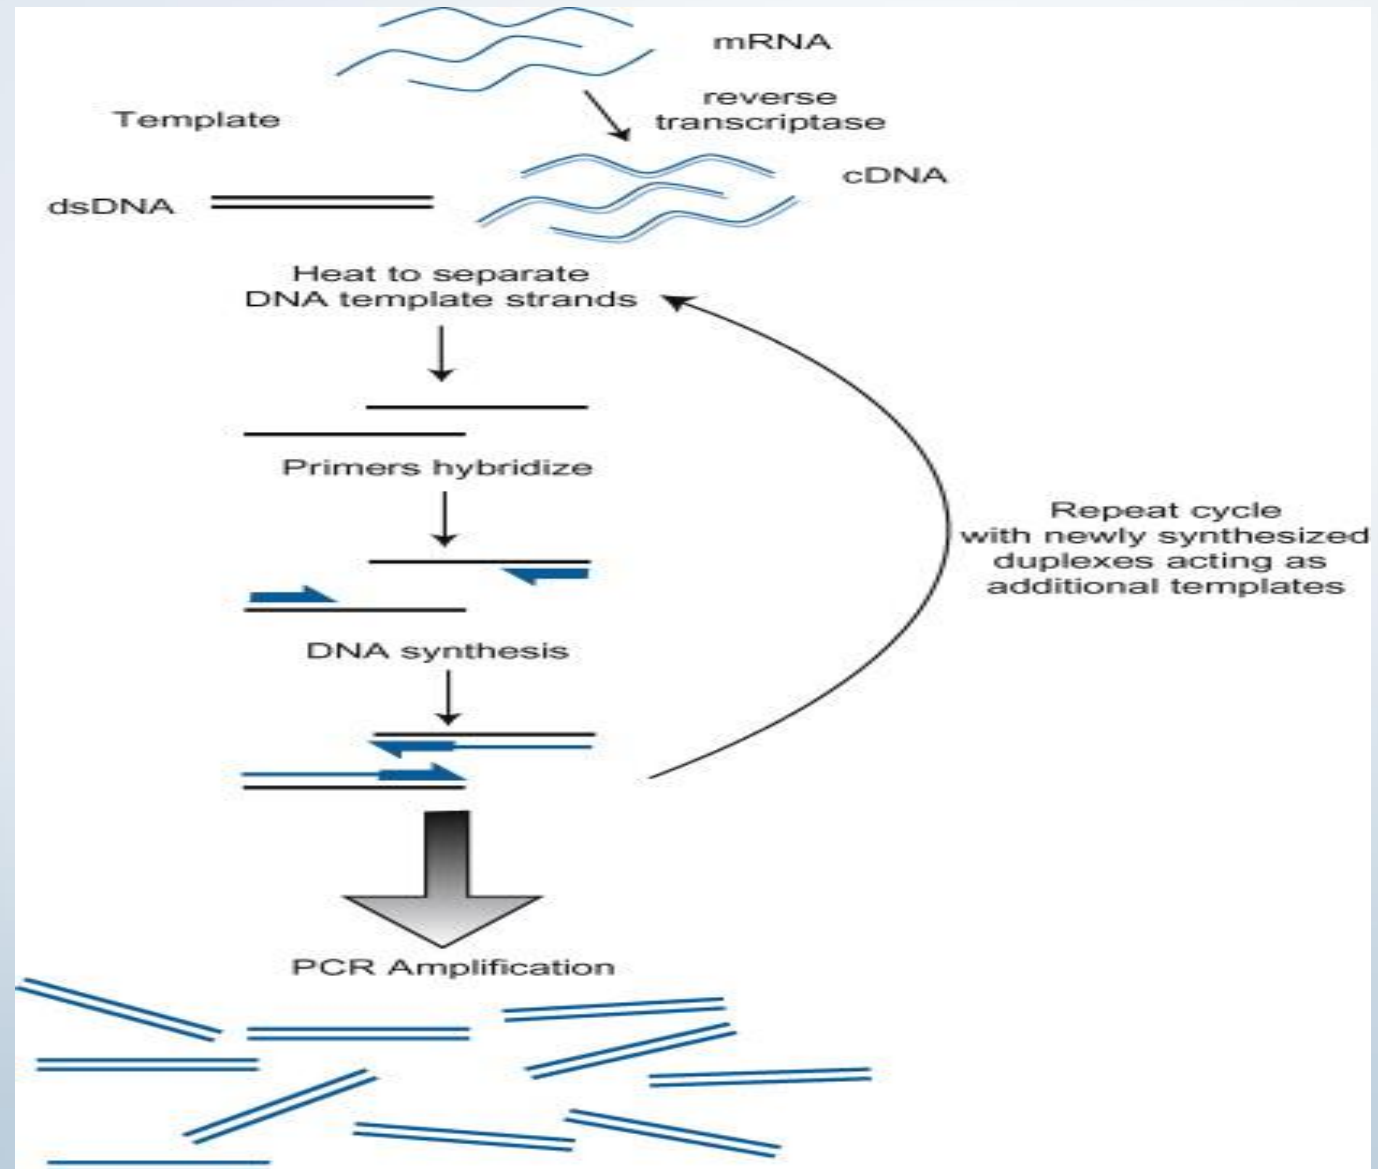 mRNA
reverse
transcriptase
Template
cDNA
dsDNA
Heat to separate
DNA template strands
Primers hybridize
Repeat cycle
with newly synthesized
duplexes acting as
additional templates
DNA synthesis
PCR Amplification